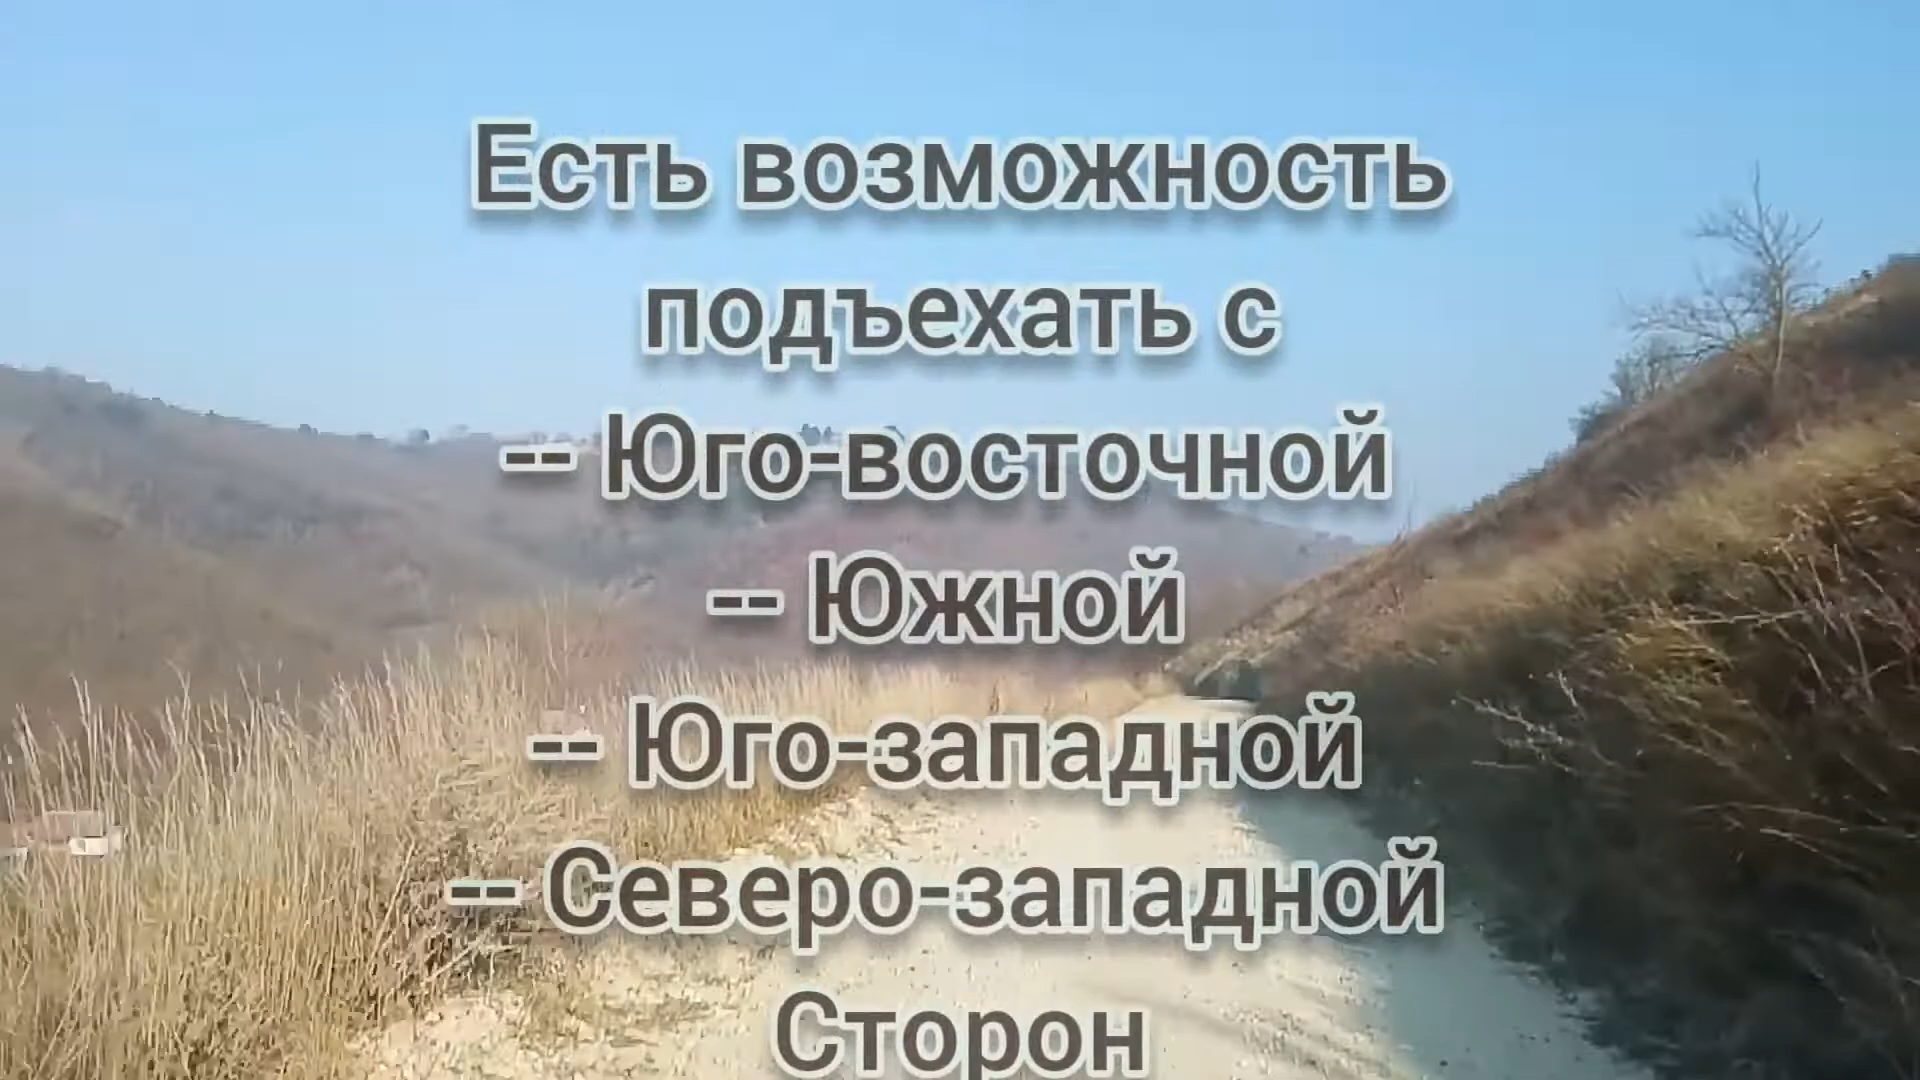 Есть возможность
подъехать с
-- Юго-восточной
-- Южной
-- Юго-западной
-- Северо-западной
Сторон